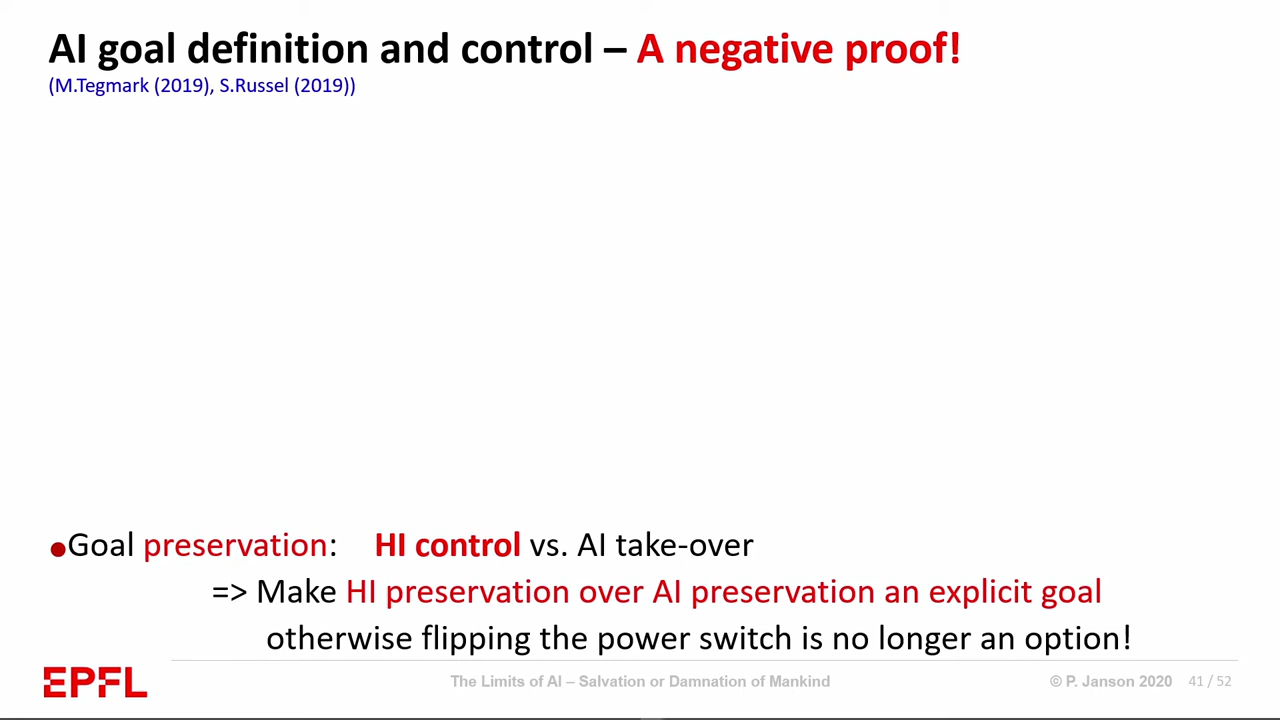 AI goal definition and control – A negative proof!
(M.Tegmark (2019), S.Russel (2019))
•Goal preservation: HI control vs. AI take-over
=> Make HI preservation over AI preservation an explicit goal
otherwise flipping the power switch is no longer an option!
EPFL
The Limits of AI – Salvation or Damnation of Mankind
© P. Janson 2020 41 / 52